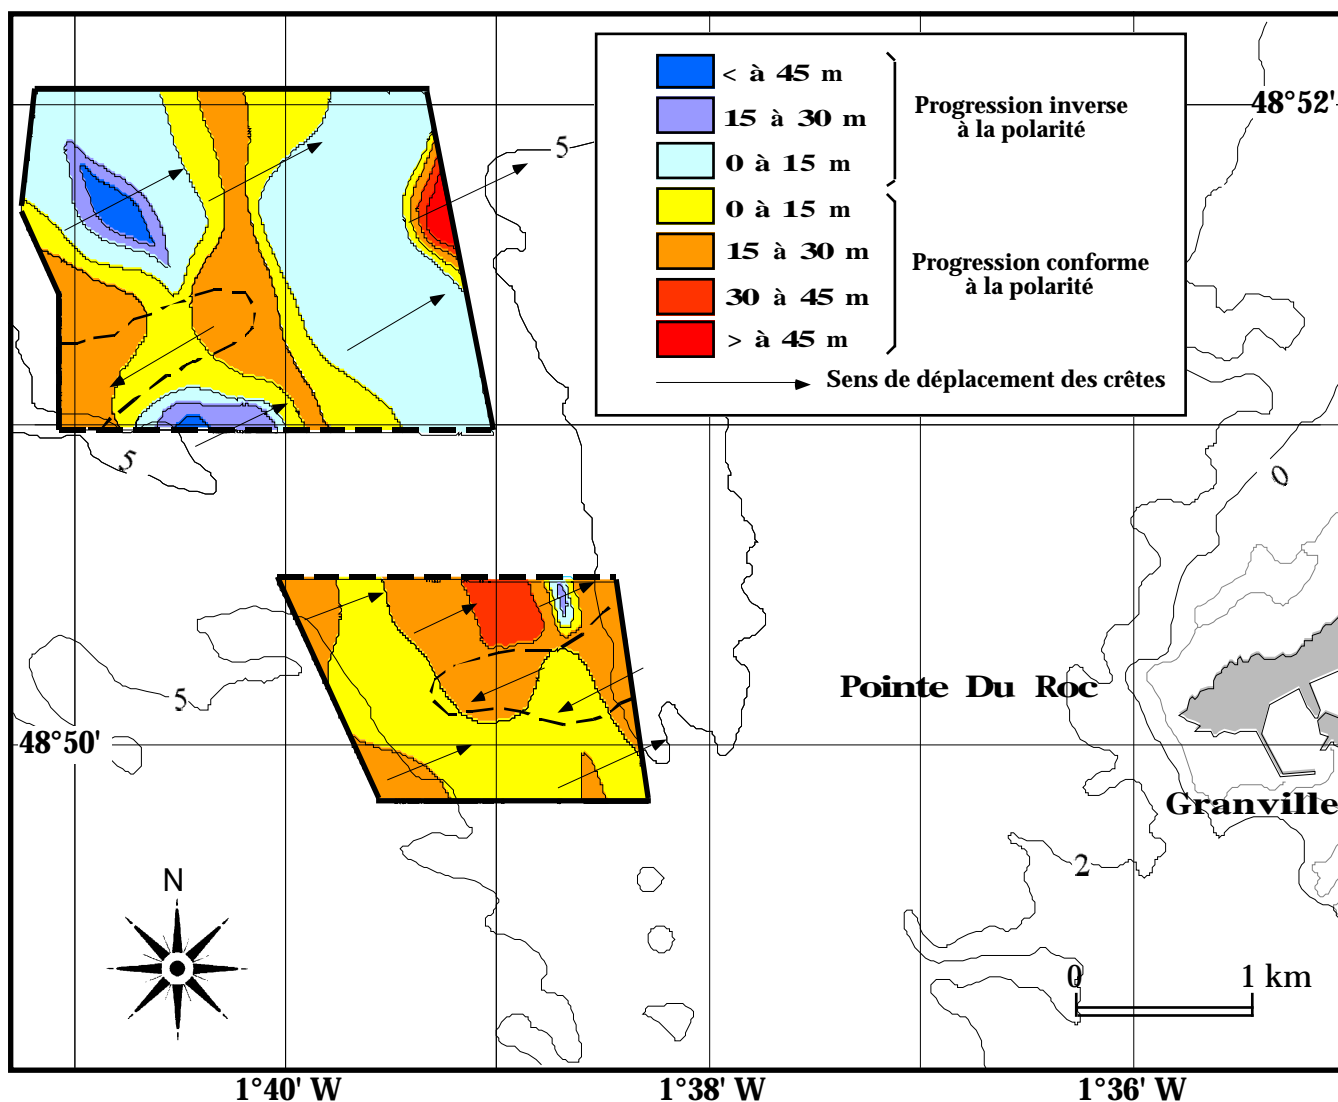 < à 45 m
15 à 30 m
0 à 15 m
Progression inverse
à la polarité
0 à 15 m
15 à 30 m
30 à 45 m
> à 45 m
Progression conforme
à la polarité
Sens de déplacement des crêtes
48°52'
5
5
0
5
Pointe Du Roc
48°50'
Granville
2
N
0 1 km
1°40' W 1°38' W 1°36' W